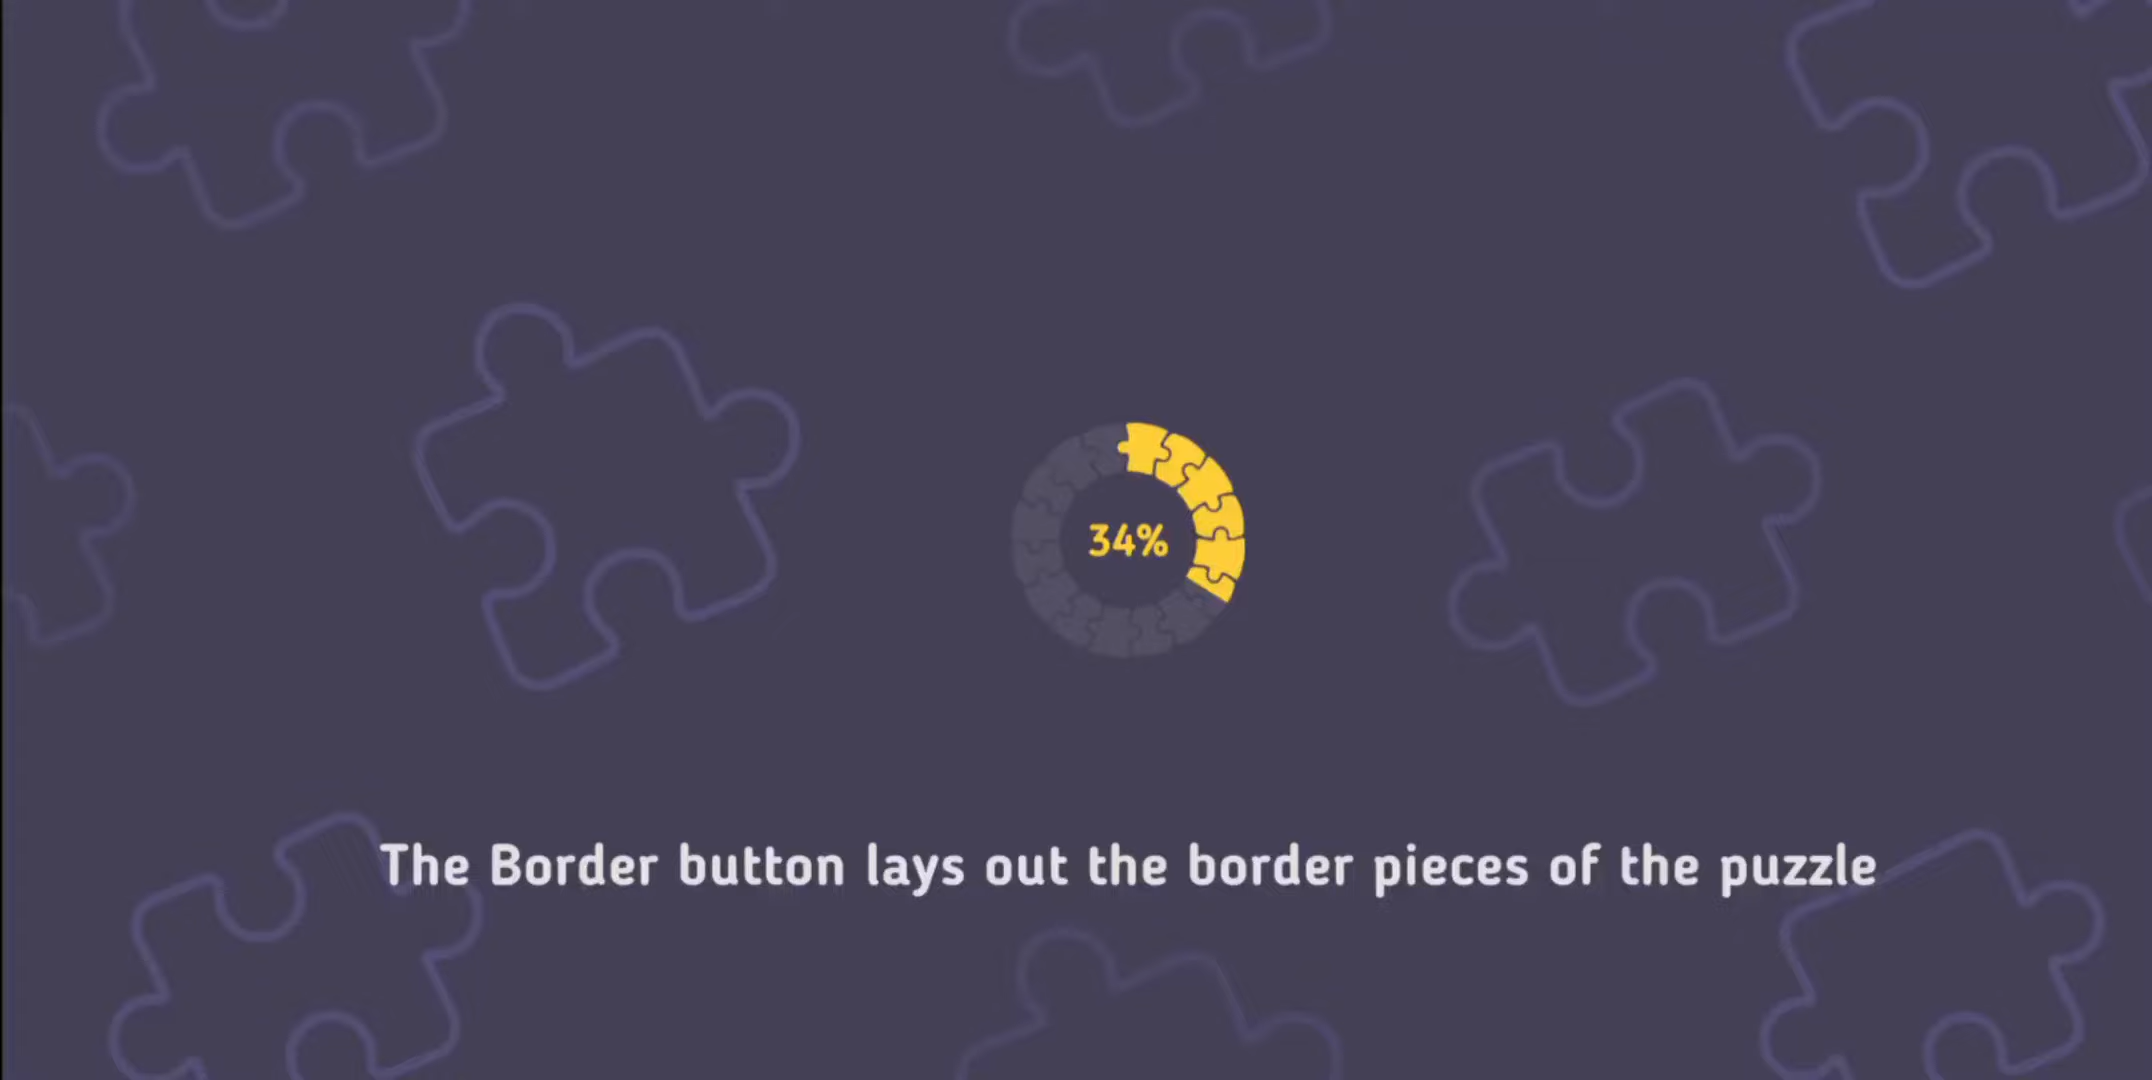 34%
The Border button lays out the border pieces of the puzzle